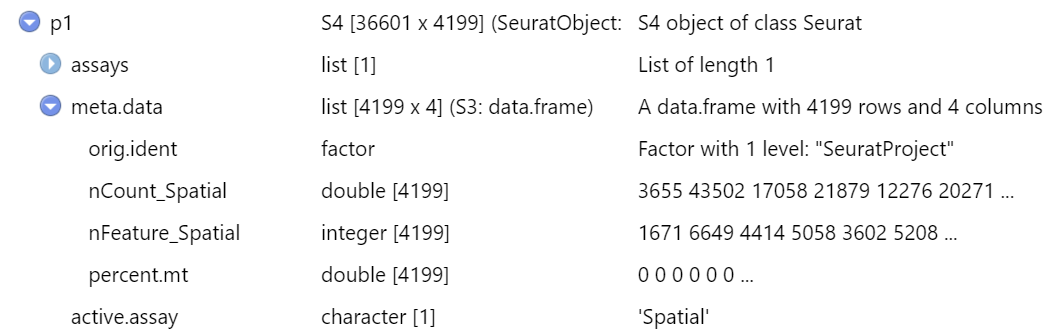 p1 S4 [36601 x 4199] (SeuratObject: S4 object of class Seurat
assays list [1] List of length 1
meta.data list [4199 x 4] (S3: data.frame) A data.frame with 4199 rows and 4 columns
orig.ident factor Factor with 1 level: "SeuratProject"
nCount_Spatial double [4199] 3655 43502 17058 21879 12276 20271 ...
nFeature_Spatial integer [4199] 1671 6649 4414 5058 3602 5208 ...
percent.mt double [4199] 0 0 0 0 0 0 ...
active.assay character [1] 'Spatial'